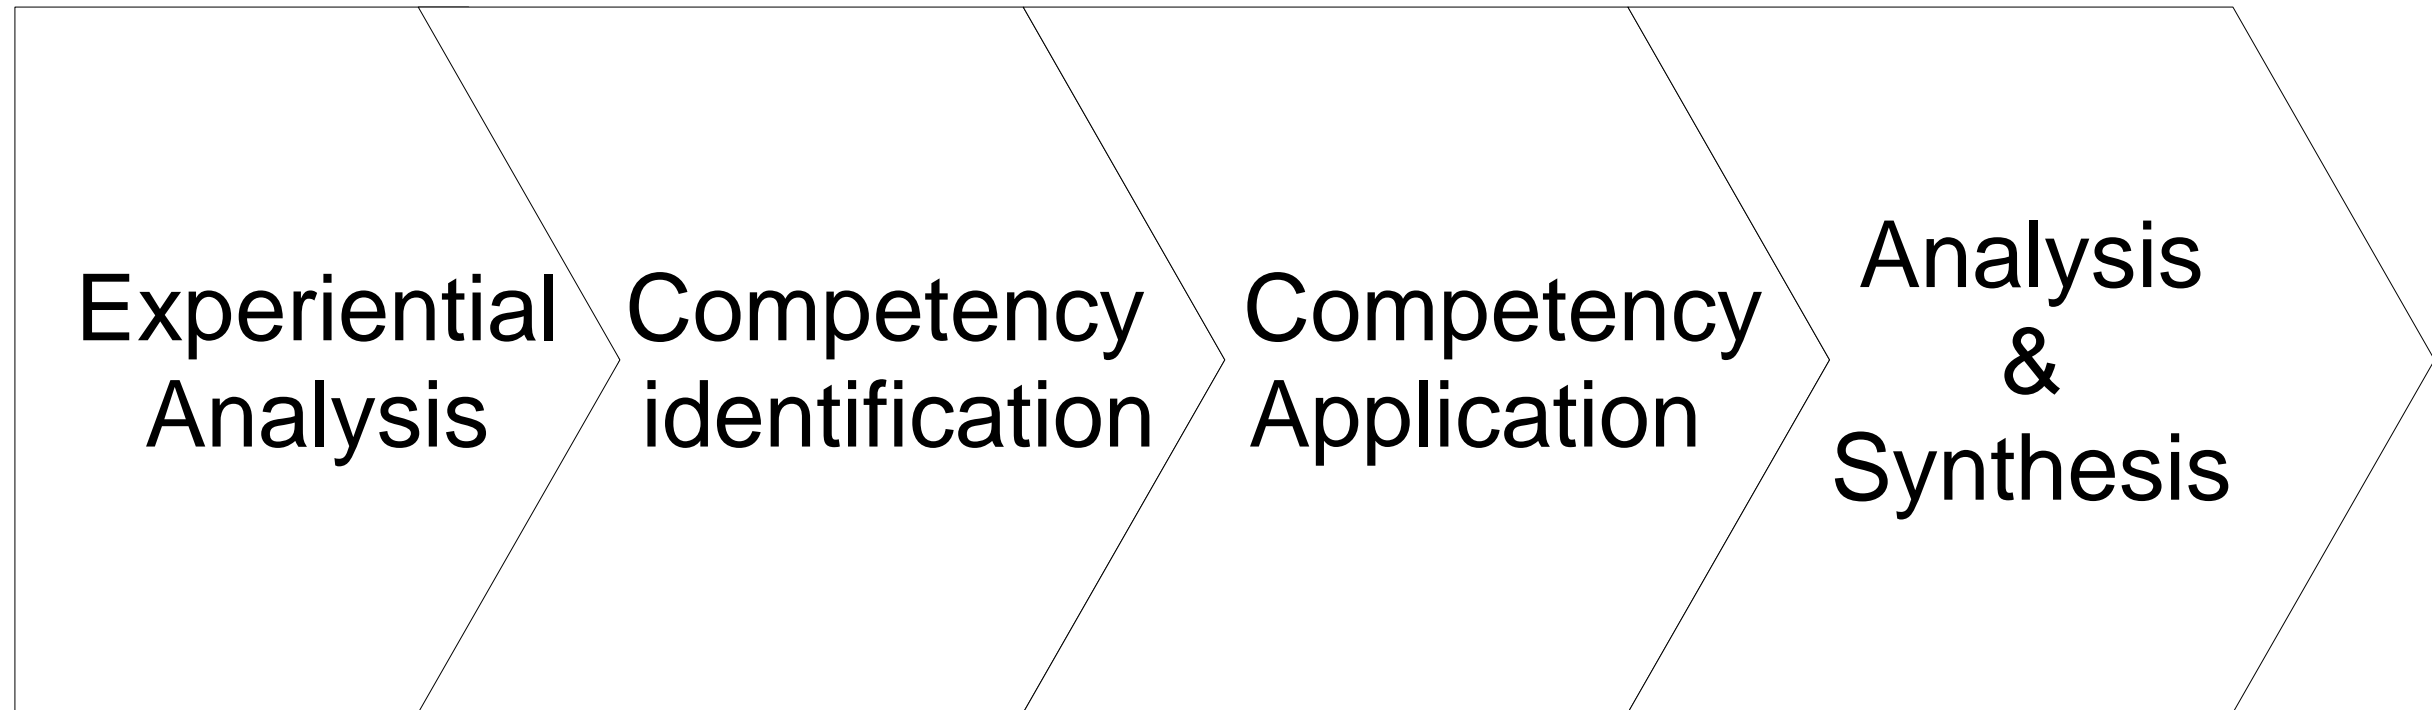 Experiential
Analysis
Competency
identification
Competency
Application
Analysis
&
Synthesis